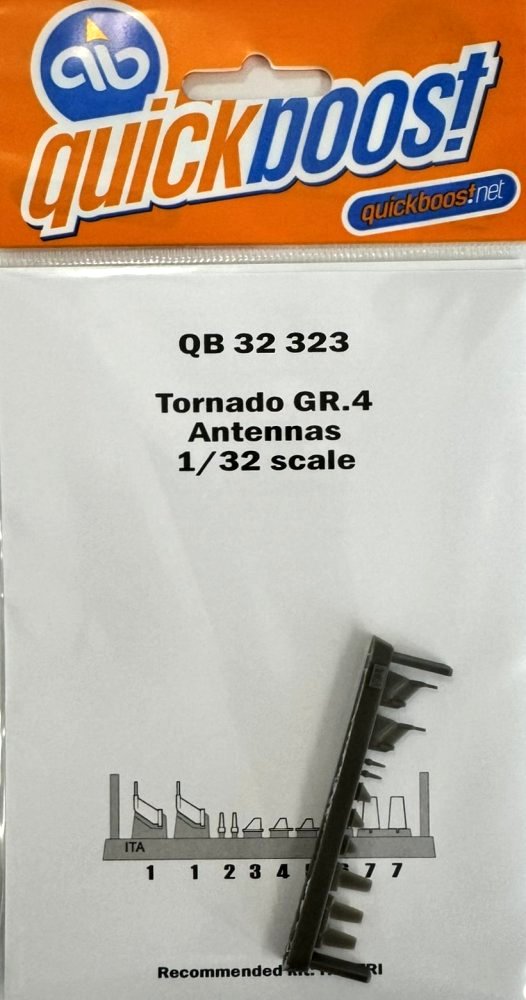 qb
quickboost
quickboost.net
QB 32 323
Tornado GR.4
Antennas
1/32 scale
ITA
1 1 2 3 4 7 7
Recommended kit: